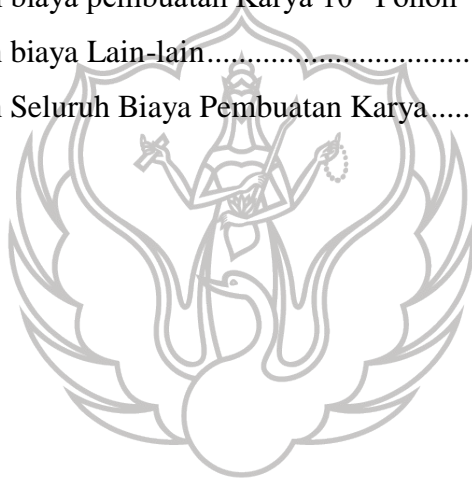 biaya pembuatan Karya 10 Pohon
biaya Lain-lain...............................
Seluruh Biaya Pembuatan Karya.....